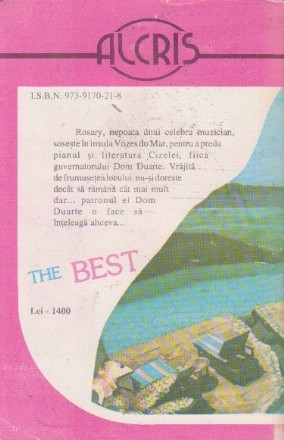 ALCRIS
I.S.B.N. 973-9170-21-8
Rosary, nepoata unui celebru muzician,
soseşte în insula Vozes do Mar, pentru a preda
pianul şi literatura Cizelei, fiica
guvernatorului Dom Duarte. Vrăjită
de frumuseţea locului, nu-şi doreşte
decât să rămână cât mai mult
dar... patronul ei Dom
Duarte o face să
înţeleagă altceva...
THE BEST
Lei - 1400